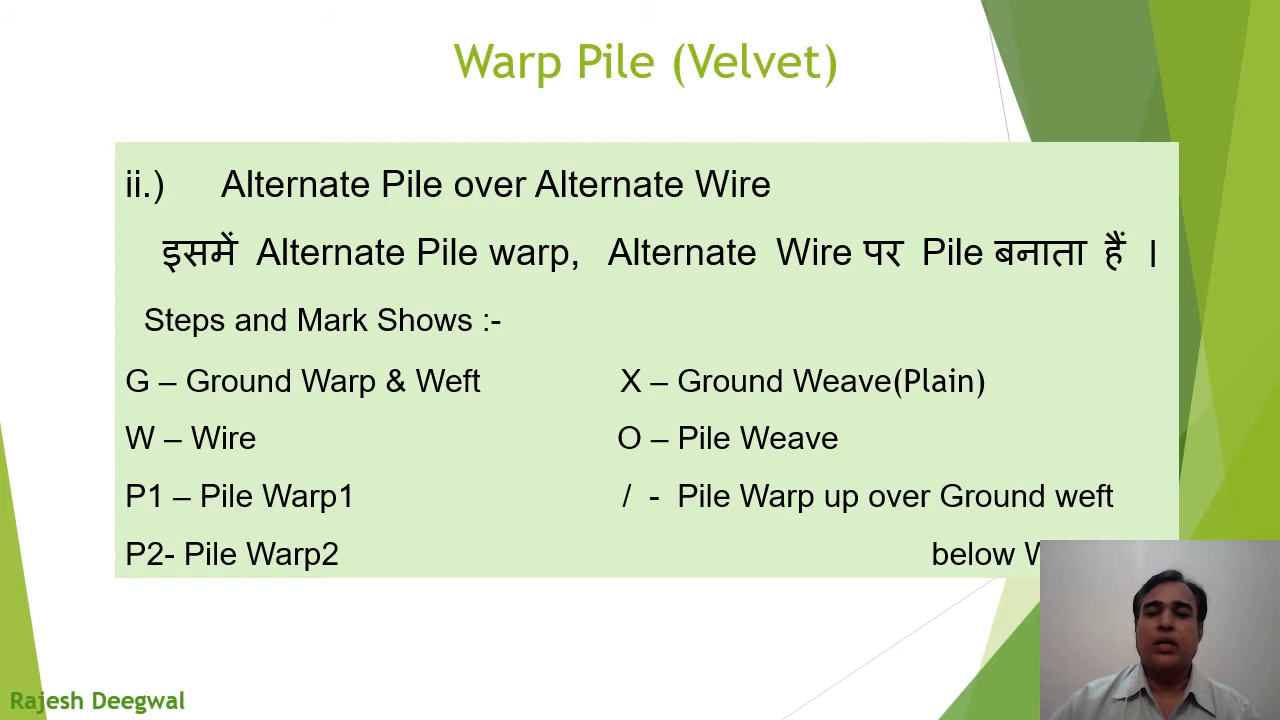 Warp Pile (Velvet)
ii.) Alternate Pile over Alternate Wire
इसमें Alternate Pile warp, Alternate Wire पर Pile बनाता हैं ।
Steps and Mark Shows :-
G – Ground Warp & Weft X – Ground Weave(Plain)
W – Wire O – Pile Weave
P1 – Pile Warp1 / - Pile Warp up over Ground weft
P2- Pile Warp2 below
Rajesh Deegwal